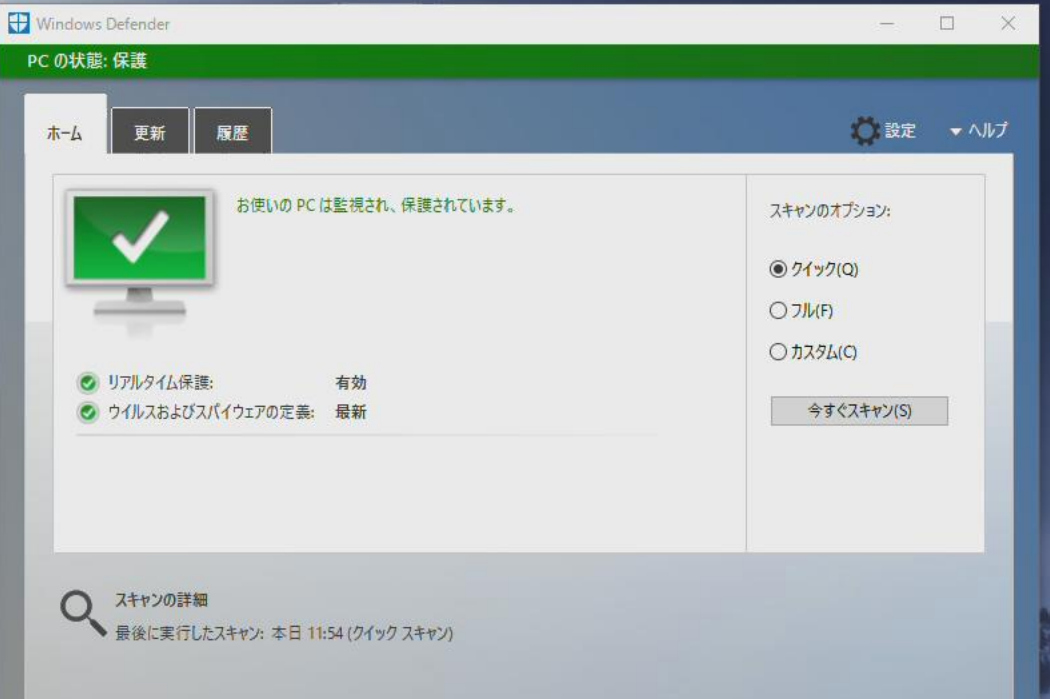 Windows Defender
PC の状態: 保護
ホーム
更新
履歴
設定
ヘルプ
お使いの PC は監視され、保護されています。
リアルタイム保護: 有効
ウイルスおよびスパイウェアの定義: 最新
スキャンのオプション:
クイック(Q)
フル(F)
カスタム(C)
今すぐスキャン(S)
スキャンの詳細
最後に実行したスキャン: 本日 11:54 (クイック スキャン)